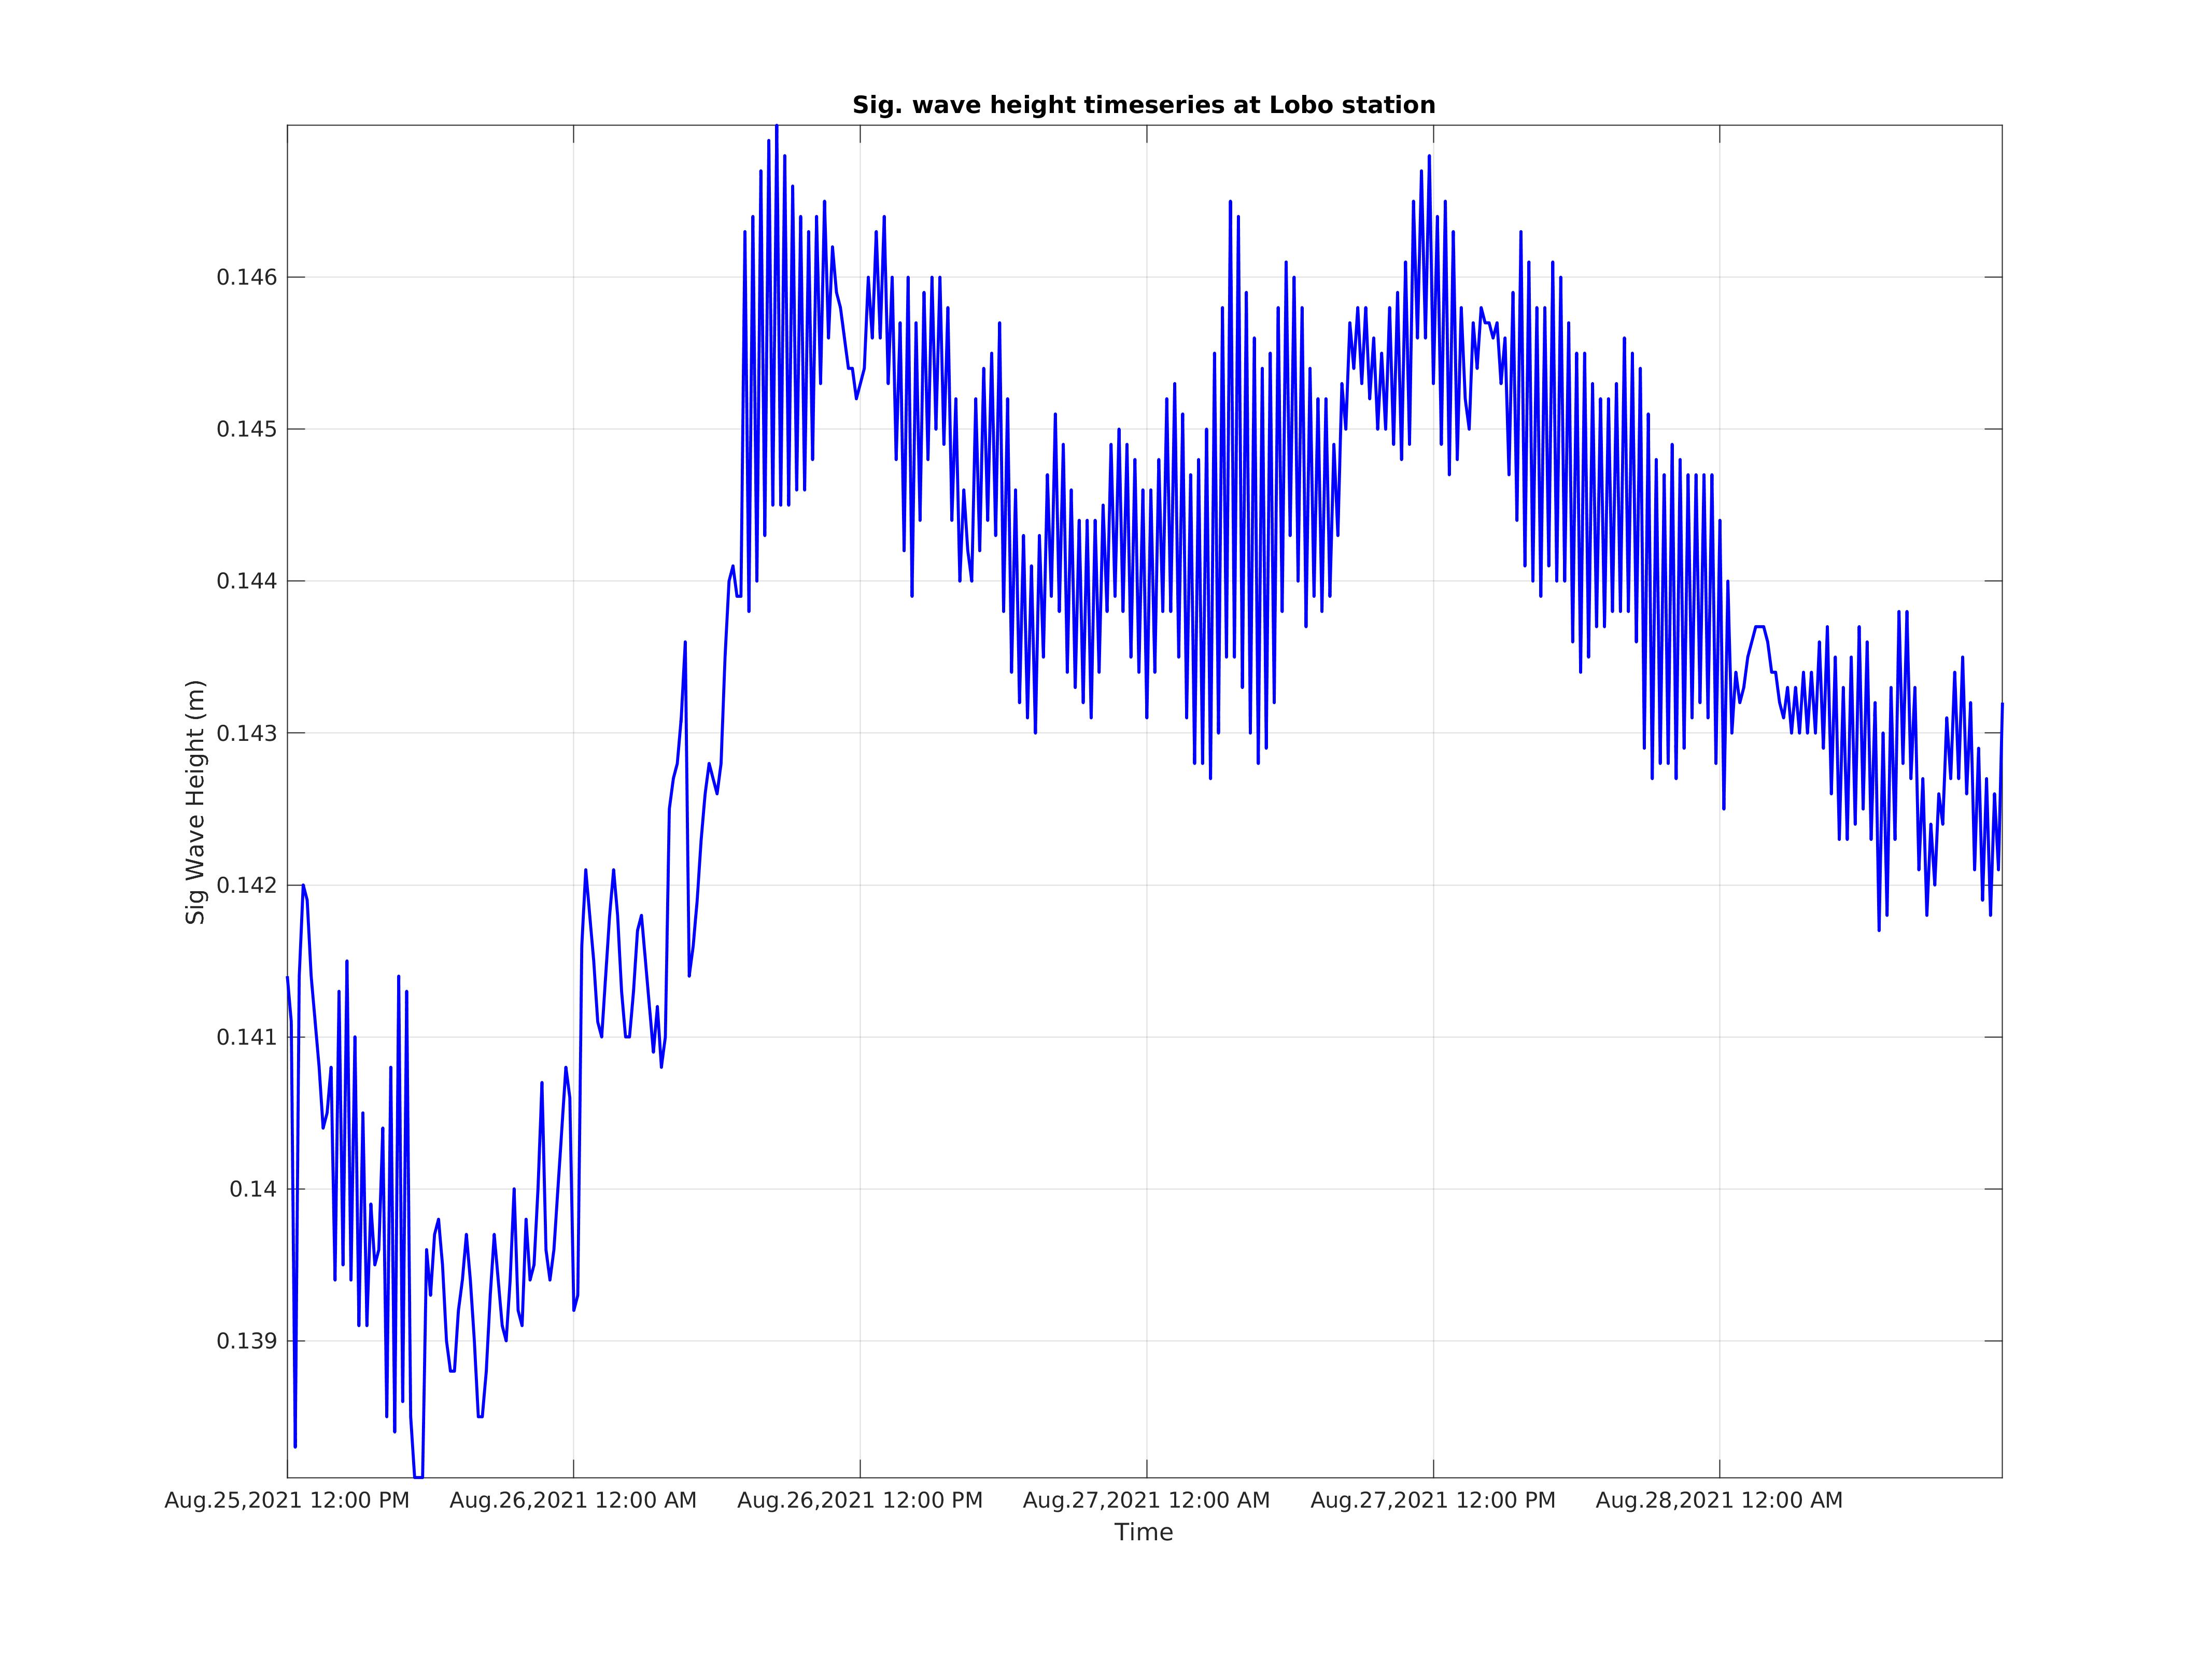 Sig. wave height timeseries at Lobo station
0.146
0.145
0.144
0.143
0.142
0.141
0.14
0.139
Sig Wave Height (m)
Aug.25,2021 12:00 PM Aug.26,2021 12:00 AM Aug.26,2021 12:00 PM Aug.27,2021 12:00 AM Aug.27,2021 12:00 PM Aug.28,2021 12:00 AM
Time